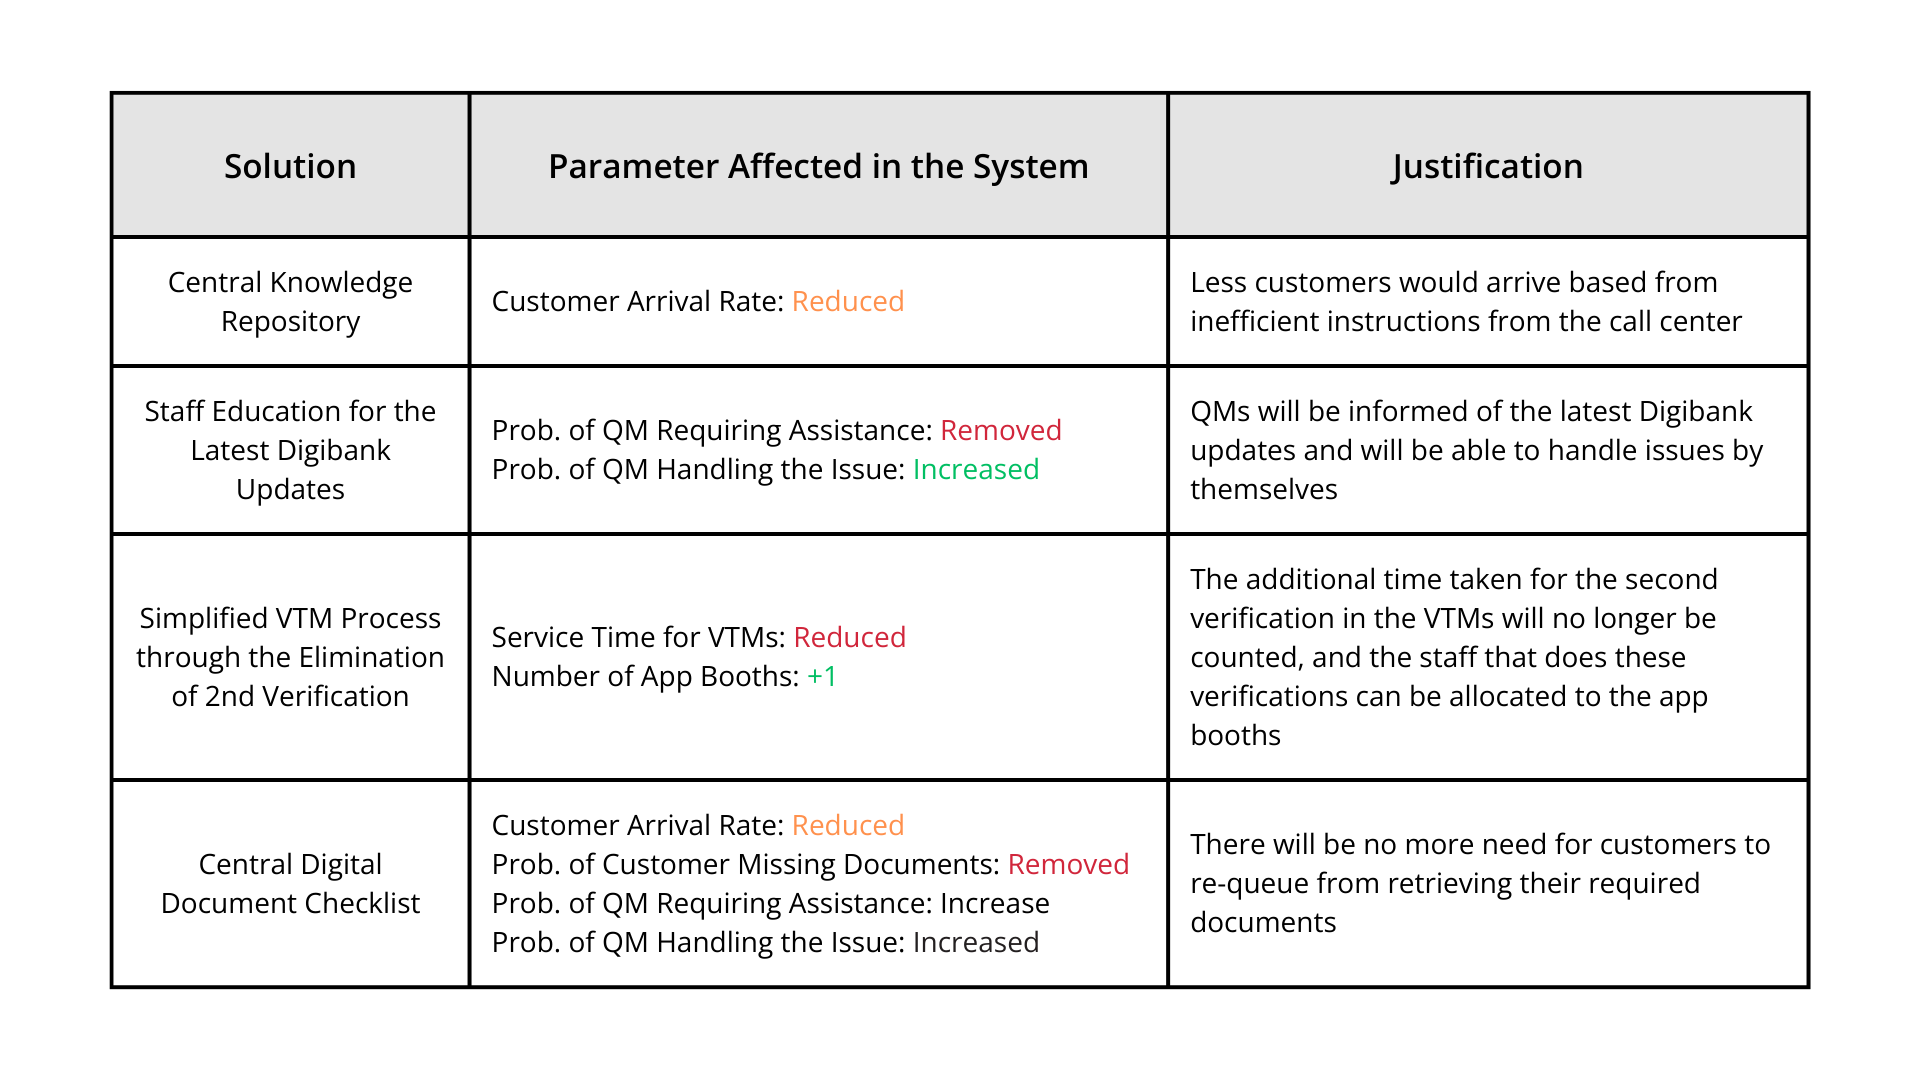 Solution
Parameter Affected in the System
Justification
Central Knowledge
Repository
Customer Arrival Rate: Reduced
Less customers would arrive based from
inefficient instructions from the call center
Staff Education for the
Latest Digibank
Updates
Prob. of QM Requiring Assistance: Removed
Prob. of QM Handling the Issue: Increased
QMs will be informed of the latest Digibank
updates and will be able to handle issues by
themselves
Simplified VTM Process
through the Elimination
of 2nd Verification
Service Time for VTMs: Reduced
Number of App Booths: +1
The additional time taken for the second
verification in the VTMs will no longer be
counted, and the staff that does these
verifications can be allocated to the app
booths
Central Digital
Document Checklist
Customer Arrival Rate: Reduced
Prob. of Customer Missing Documents: Removed
Prob. of QM Requiring Assistance: Increase
Prob. of QM Handling the Issue: Increased
There will be no more need for customers to
re-queue from retrieving their required
documents